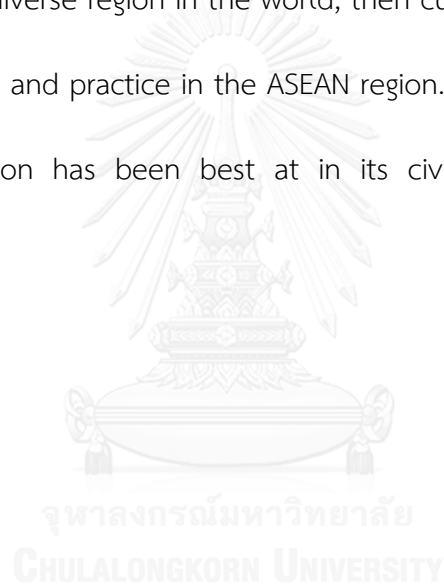 diverse region in the world, then cu
and practice in the ASEAN region.
on has been best at in its civ
จุฬาลงกรณ์มหาวิทยาลัย
CHULALONGKORN UNIVERSITY